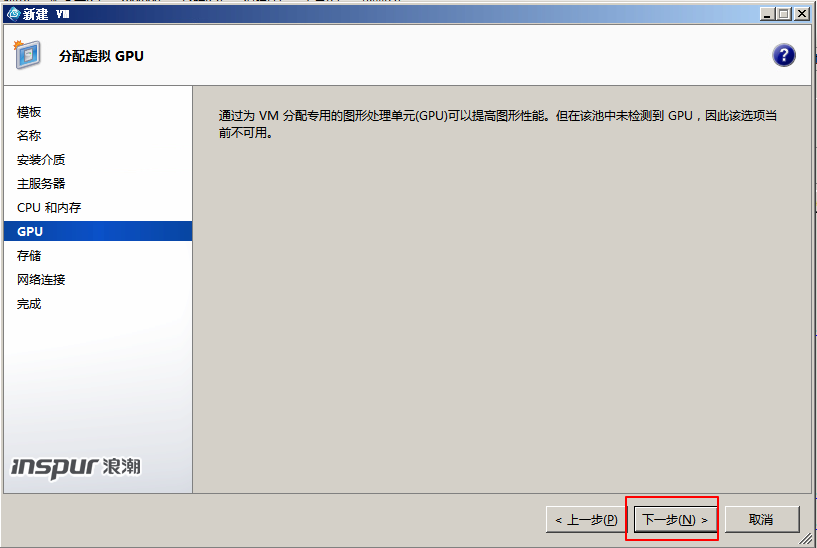 新建 VM
分配虚拟 GPU
?
模板
名称
安装介质
主服务器
CPU 和内存
GPU
存储
网络连接
完成
通过为 VM 分配专用的图形处理单元(GPU)可以提高图形性能。但在该池中未检测到 GPU，因此该选项当
前不可用。
inspur 浪潮
< 上一步(P)
下一步(N) >
取消